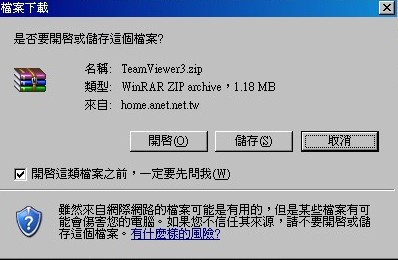 檔案下載
是否要開啓或儲存這個檔案?
名稱: TeamViewer3.zip
類型: WinRAR ZIP archive，1.18 MB
來自: home.anet.net.tw
開啓(O) 儲存(S) 取消
開啓這類檔案之前，一定要先問我(W)
雖然來自網際網路的檔案可能是有用的，但是某些檔案有可
能會傷害您的電腦。如果您不信任其來源，請不要開啓或儲
存這個檔案。有什麼樣的風險?